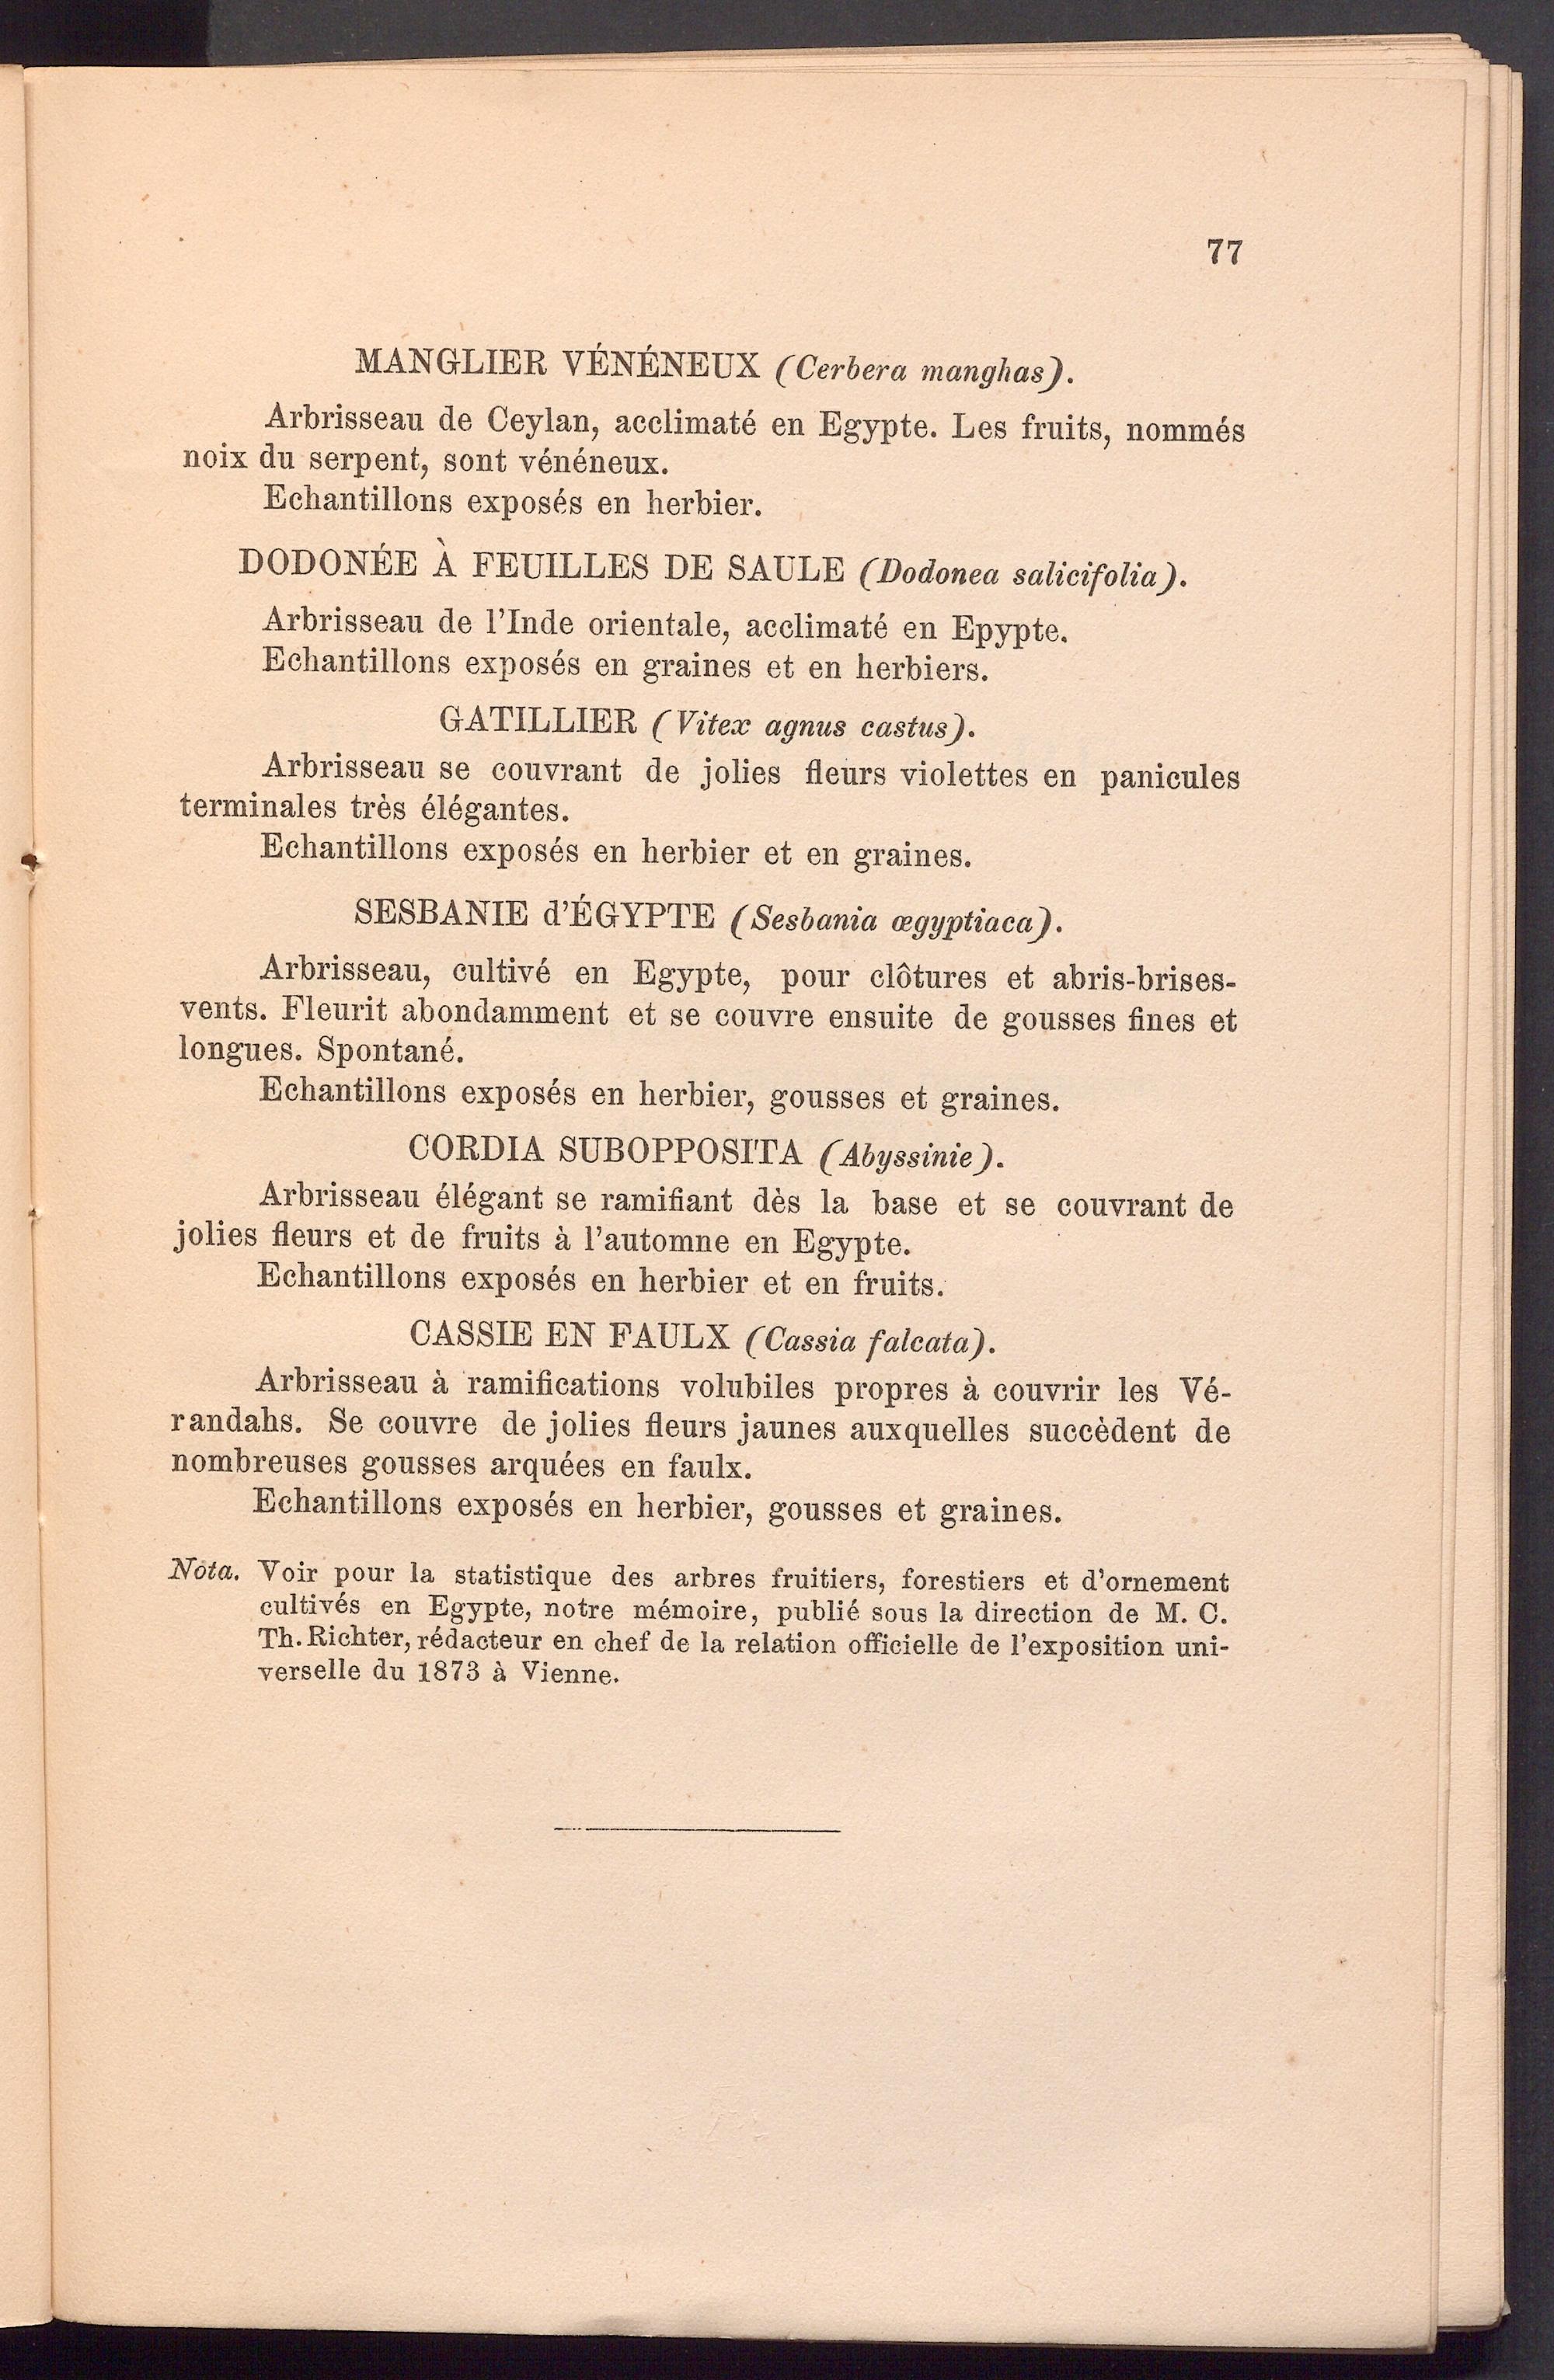 77
MANGLIER VÉNÉNEUX (Cerbera manghas).
Arbrisseau de Ceylan, acclimaté en Egypte. Les fruits, nommés
noix du serpent, sont vénéneux.
Echantillons exposés en herbier.
DODONÉE À FEUILLES DE SAULE (Dodonea salicifolia).
Arbrisseau de l'Inde orientale, acclimaté en Epypte.
Echantillons exposés en graines et en herbiers.
GATILLIER (Vitex agnus castus).
Arbrisseau se couvrant de jolies fleurs violettes en panicules
terminales très élégantes.
Echantillons exposés en herbier et en graines.
SESBANIE d'ÉGYPTE (Sesbania œgyptiaca).
Arbrisseau, cultivé en Egypte, pour clôtures et abris-brises-
vents. Fleurit abondamment et se couvre ensuite de gousses fines et
longues. Spontané.
Echantillons exposés en herbier, gousses et graines.
CORDIA SUBOPPOSITA (Abyssinie).
Arbrisseau élégant se ramifiant dès la base et se couvrant de
jolies fleurs et de fruits à l'automne en Egypte.
Echantillons exposés en herbier et en fruits.
CASSIE EN FAULX (Cassia falcata).
Arbrisseau à ramifications volubiles propres à couvrir les Vé-
randahs. Se couvre de jolies fleurs jaunes auxquelles succèdent de
nombreuses gousses arquées en faulx.
Echantillons exposés en herbier, gousses et graines.
Nota. Voir pour la statistique des arbres fruitiers, forestiers et d'ornement
cultivés en Egypte, notre mémoire, publié sous la direction de M. C.
Th. Richter, rédacteur en chef de la relation officielle de l'exposition uni-
verselle du 1873 à Vienne.